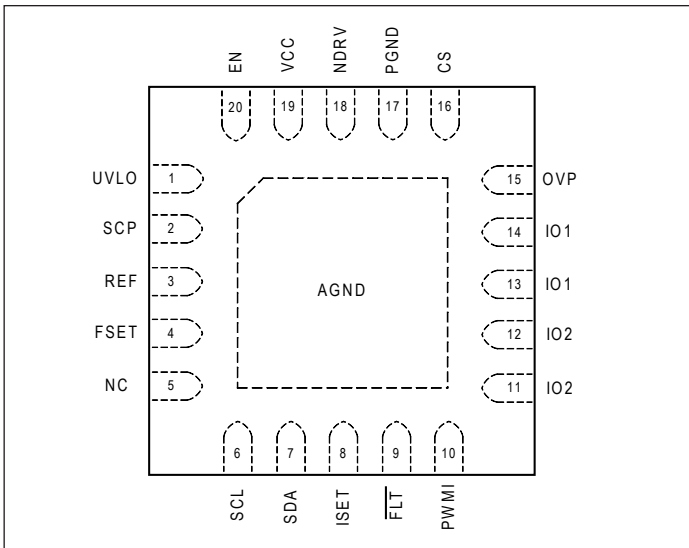 EN VCC NDRV PGND CS
20 19 18 17 16
UVLO 1 15 OVP
SCP 2 14 IO1
REF 3 13 IO1
AGND
FSET 4 12 IO2
NC 5 11 IO2
6 7 8 9 10
SCL SDA ISET FLT PWMI